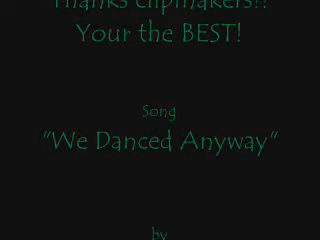 Thanks clipmakers!!
Your the BEST!
Song
"We Danced Anyway"
by